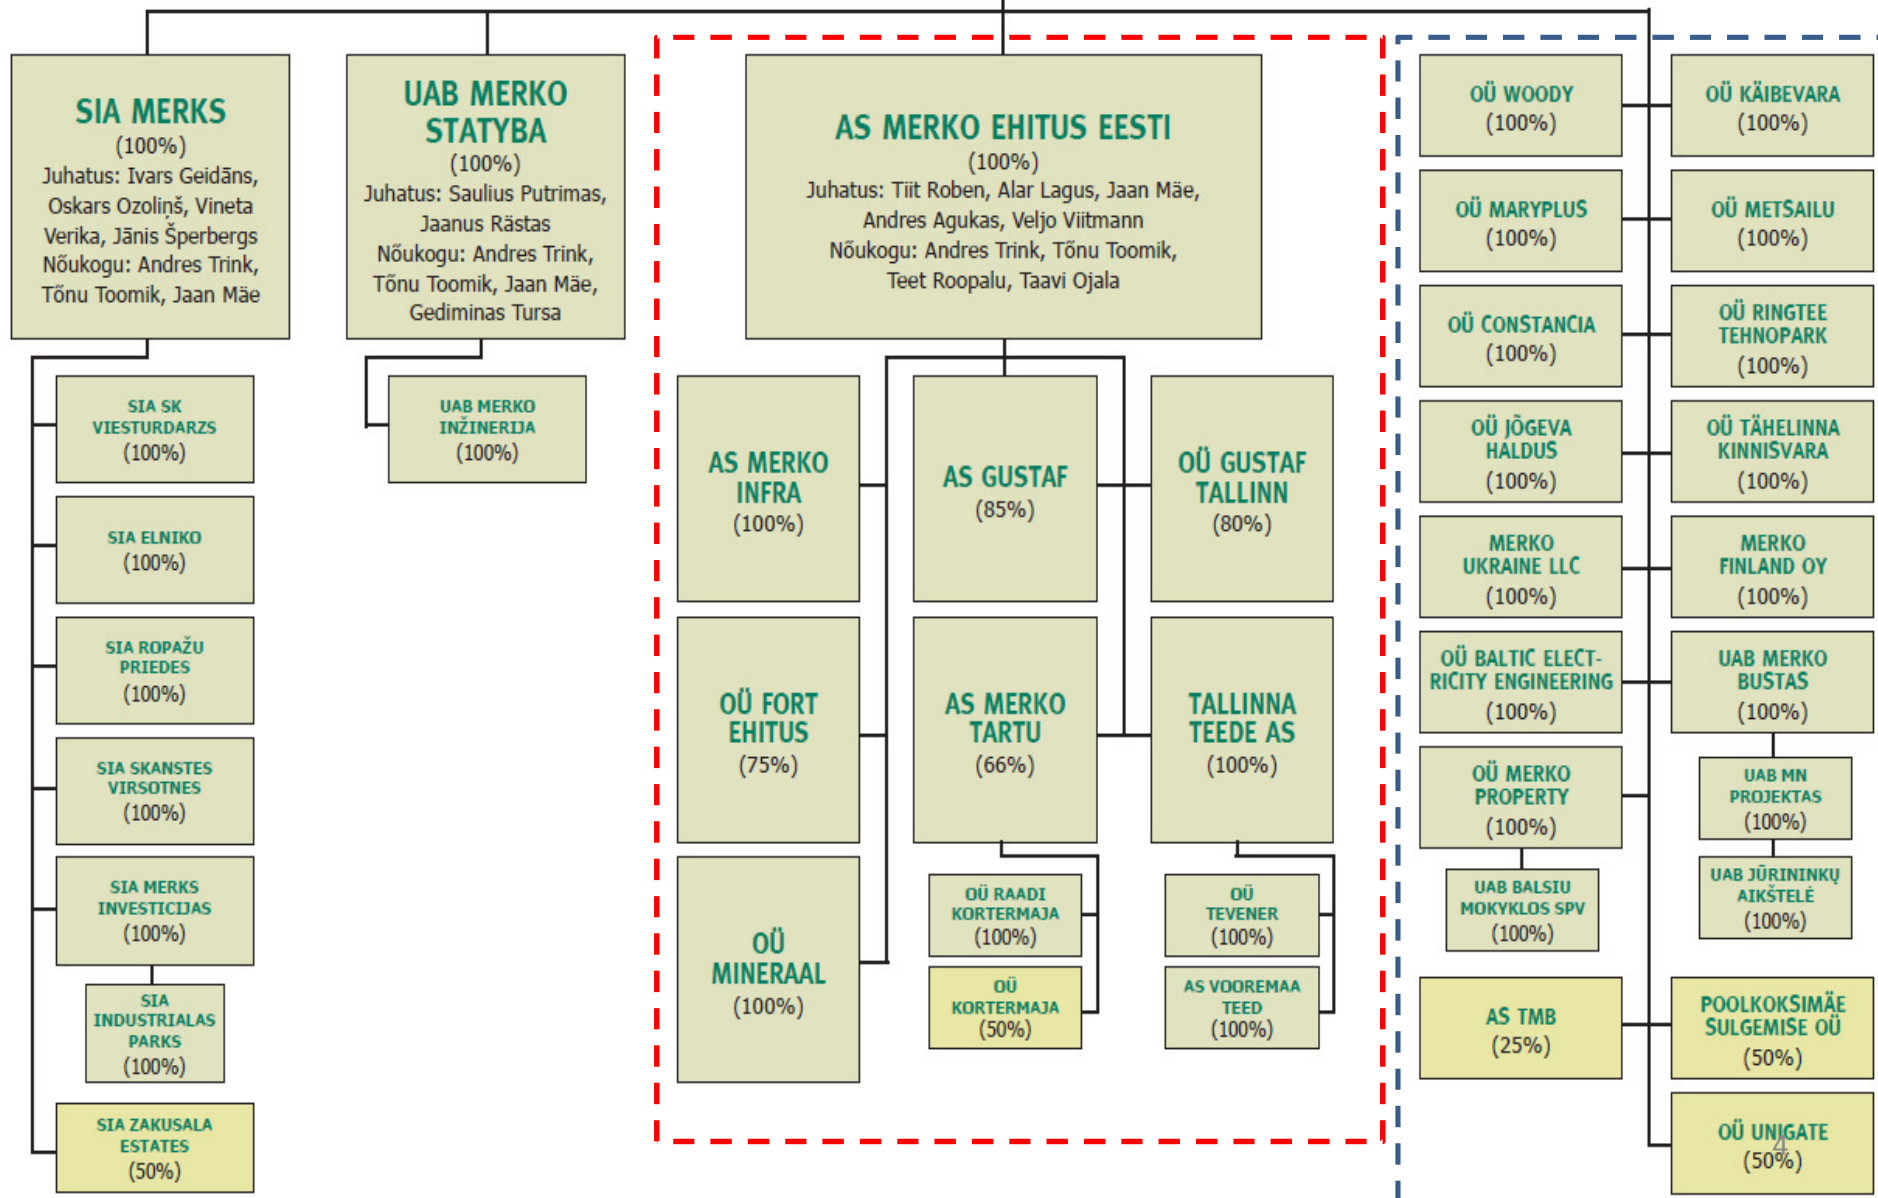 SIA MERKS
(100%)
Juhatus: Ivars Geidāns,
Oskars Ozoliņš, Vineta
Verika, Jānis Šperbergs
Nõukogu: Andres Trink,
Tõnu Toomik, Jaan Mäe
SIA SK
VIESTURDARZS
(100%)
SIA ELNIKO
(100%)
SIA ROPAŽU
PRIEDES
(100%)
SIA SKANSTES
VIRSOTNES
(100%)
SIA MERKS
INVESTICIJAS
(100%)
SIA
INDUSTRIALAS
PARKS
(100%)
SIA ZAKUSALA
ESTATES
(50%)
UAB MERKO
STATYBA
(100%)
Juhatus: Saulius Putrimas,
Jaanus Rästas
Nõukogu: Andres Trink,
Tõnu Toomik, Jaan Mäe,
Gediminas Tursa
UAB MERKO
INŽINERIJA
(100%)
AS MERKO EHITUS EESTI
(100%)
Juhatus: Tiit Roben, Alar Lagus, Jaan Mäe,
Andres Agukas, Veljo Viitmann
Nõukogu: Andres Trink, Tõnu Toomik,
Teet Roopalu, Taavi Ojala
AS MERKO
INFRA
(100%)
AS GUSTAF
(85%)
OÜ GUSTAF
TALLINN
(80%)
OÜ FORT
EHITUS
(75%)
AS MERKO
TARTU
(66%)
TALLINNA
TEEDE AS
(100%)
OÜ
MINERAAL
(100%)
OÜ RAADI
KORTERMAJA
(100%)
OÜ
KORTERMAJA
(50%)
OÜ
TEVENER
(100%)
AS VOOREMAA
TEED
(100%)
OÜ WOODY
(100%)
OÜ KÄIBEVARA
(100%)
OÜ MARYPLUS
(100%)
OÜ METSAILU
(100%)
OÜ CONSTANCIA
(100%)
OÜ RINGTEE
TEHNOPARK
(100%)
OÜ JÕGEVA
HALDUS
(100%)
OÜ TÄHELINNA
KINNISVARA
(100%)
MERKO
UKRAINE LLC
(100%)
MERKO
FINLAND OY
(100%)
OÜ BALTIC ELECT-
RICITY ENGINEERING
(100%)
UAB MERKO
BUSTAS
(100%)
OÜ MERKO
PROPERTY
(100%)
UAB MN
PROJEKTAS
(100%)
UAB BALSIU
MOKYKLOS SPV
(100%)
UAB JŪRININKŲ
AIKŠTELĖ
(100%)
AS TMB
(25%)
POOLKOKSIMÄE
SULGEMISE OÜ
(50%)
OÜ UNIGATE
(50%)
4